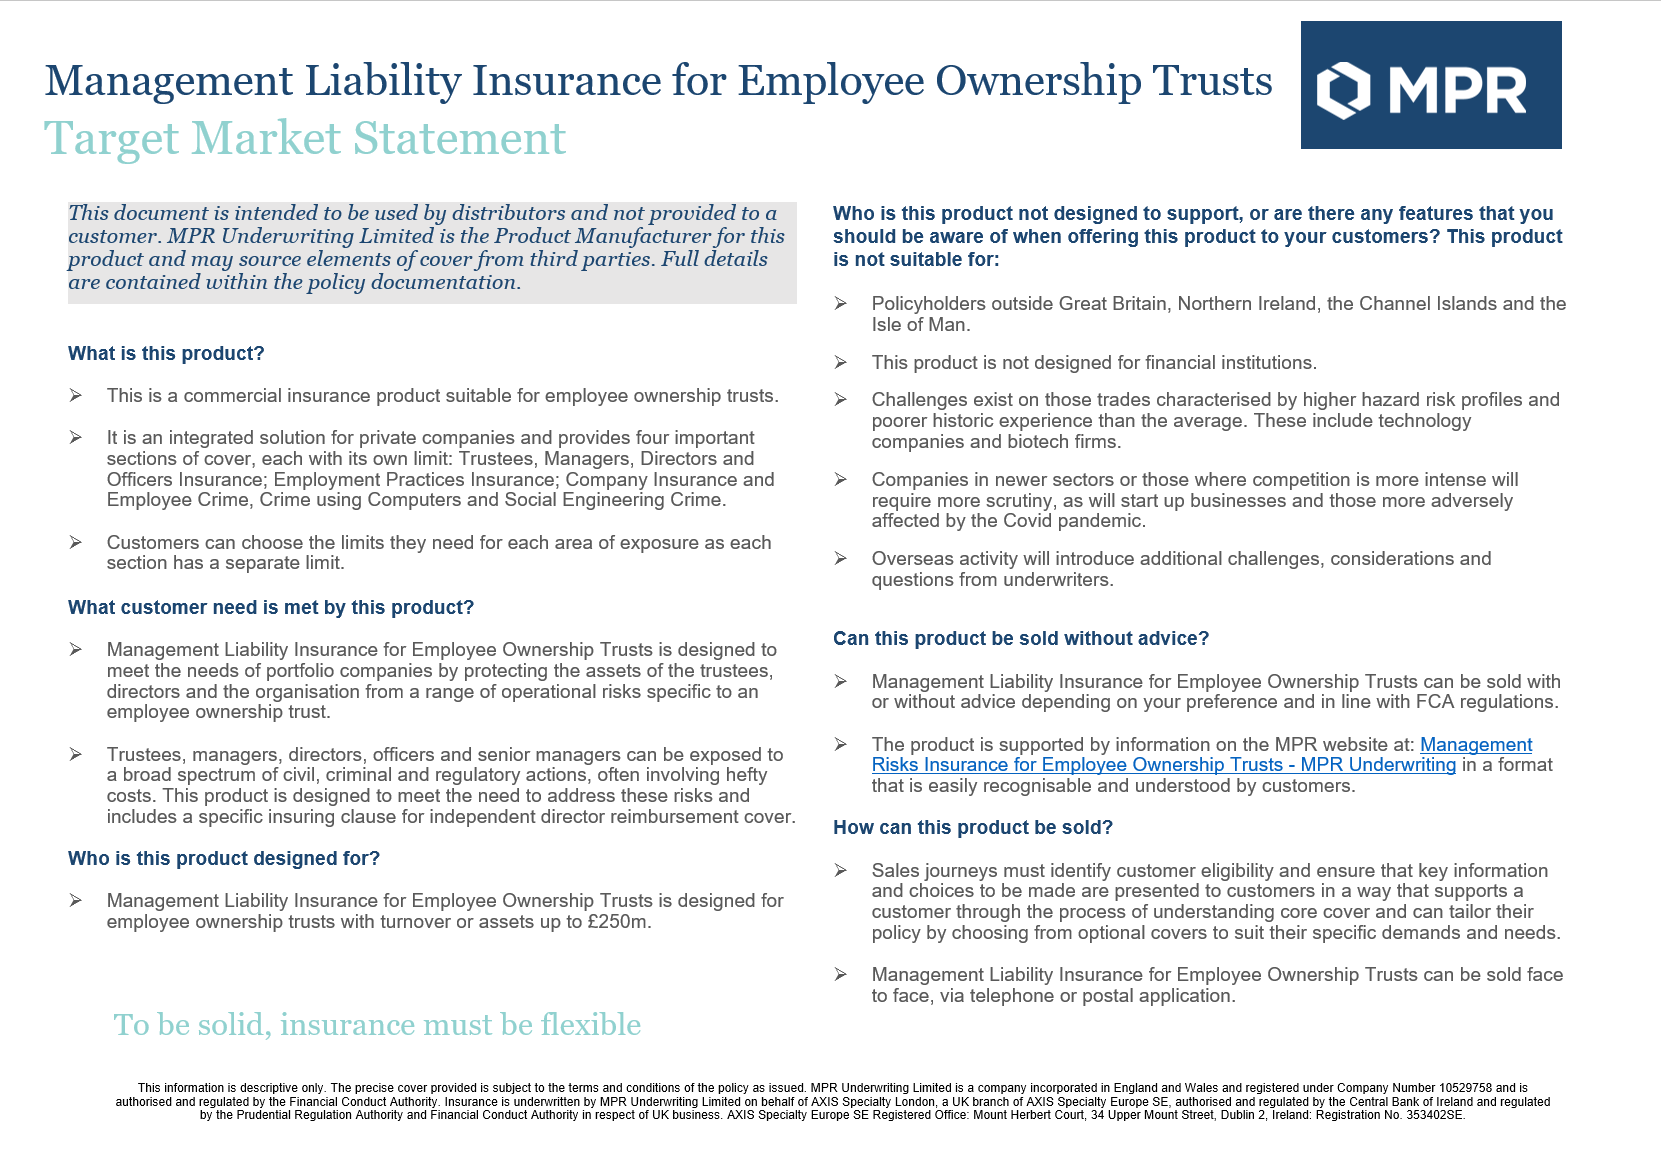 Management Liability Insurance for Employee Ownership Trusts
Target Market Statement
MPR
This document is intended to be used by distributors and not provided to a
customer. MPR Underwriting Limited is the Product Manufacturer for this
product and may source elements of cover from third parties. Full details
are contained within the policy documentation.
What is this product?
➢ This is a commercial insurance product suitable for employee ownership trusts.
➢ It is an integrated solution for private companies and provides four important
sections of cover, each with its own limit: Trustees, Managers, Directors and
Officers Insurance; Employment Practices Insurance; Company Insurance and
Employee Crime, Crime using Computers and Social Engineering Crime.
➢ Customers can choose the limits they need for each area of exposure as each
section has a separate limit.
What customer need is met by this product?
➢ Management Liability Insurance for Employee Ownership Trusts is designed to
meet the needs of portfolio companies by protecting the assets of the trustees,
directors and the organisation from a range of operational risks specific to an
employee ownership trust.
➢ Trustees, managers, directors, officers and senior managers can be exposed to
a broad spectrum of civil, criminal and regulatory actions, often involving hefty
costs. This product is designed to meet the need to address these risks and
includes a specific insuring clause for independent director reimbursement cover.
Who is this product designed for?
➢ Management Liability Insurance for Employee Ownership Trusts is designed for
employee ownership trusts with turnover or assets up to £250m.
To be solid, insurance must be flexible
Who is this product not designed to support, or are there any features that you
should be aware of when offering this product to your customers? This product
is not suitable for:
➢ Policyholders outside Great Britain, Northern Ireland, the Channel Islands and the
Isle of Man.
➢ This product is not designed for financial institutions.
➢ Challenges exist on those trades characterised by higher hazard risk profiles and
poorer historic experience than the average. These include technology
companies and biotech firms.
➢ Companies in newer sectors or those where competition is more intense will
require more scrutiny, as will start up businesses and those more adversely
affected by the Covid pandemic.
➢ Overseas activity will introduce additional challenges, considerations and
questions from underwriters.
Can this product be sold without advice?
➢ Management Liability Insurance for Employee Ownership Trusts can be sold with
or without advice depending on your preference and in line with FCA regulations.
➢ The product is supported by information on the MPR website at: Management
Risks Insurance for Employee Ownership Trusts - MPR Underwriting in a format
that is easily recognisable and understood by customers.
How can this product be sold?
➢ Sales journeys must identify customer eligibility and ensure that key information
and choices to be made are presented to customers in a way that supports a
customer through the process of understanding core cover and can tailor their
policy by choosing from optional covers to suit their specific demands and needs.
➢ Management Liability Insurance for Employee Ownership Trusts can be sold face
to face, via telephone or postal application.
This information is descriptive only. The precise cover provided is subject to the terms and conditions of the policy as issued. MPR Underwriting Limited is a company incorporated in England and Wales and registered under Company Number 10529758 and is
authorised and regulated by the Financial Conduct Authority. Insurance is underwritten by MPR Underwriting Limited on behalf of AXIS Specialty London, a UK branch of AXIS Specialty Europe SE, authorised and regulated by the Central Bank of Ireland and regulated
by the Prudential Regulation Authority and Financial Conduct Authority in respect of UK business. AXIS Specialty Europe SE Registered Office: Mount Herbert Court, 34 Upper Mount Street, Dublin 2, Ireland: Registration No. 353402SE.